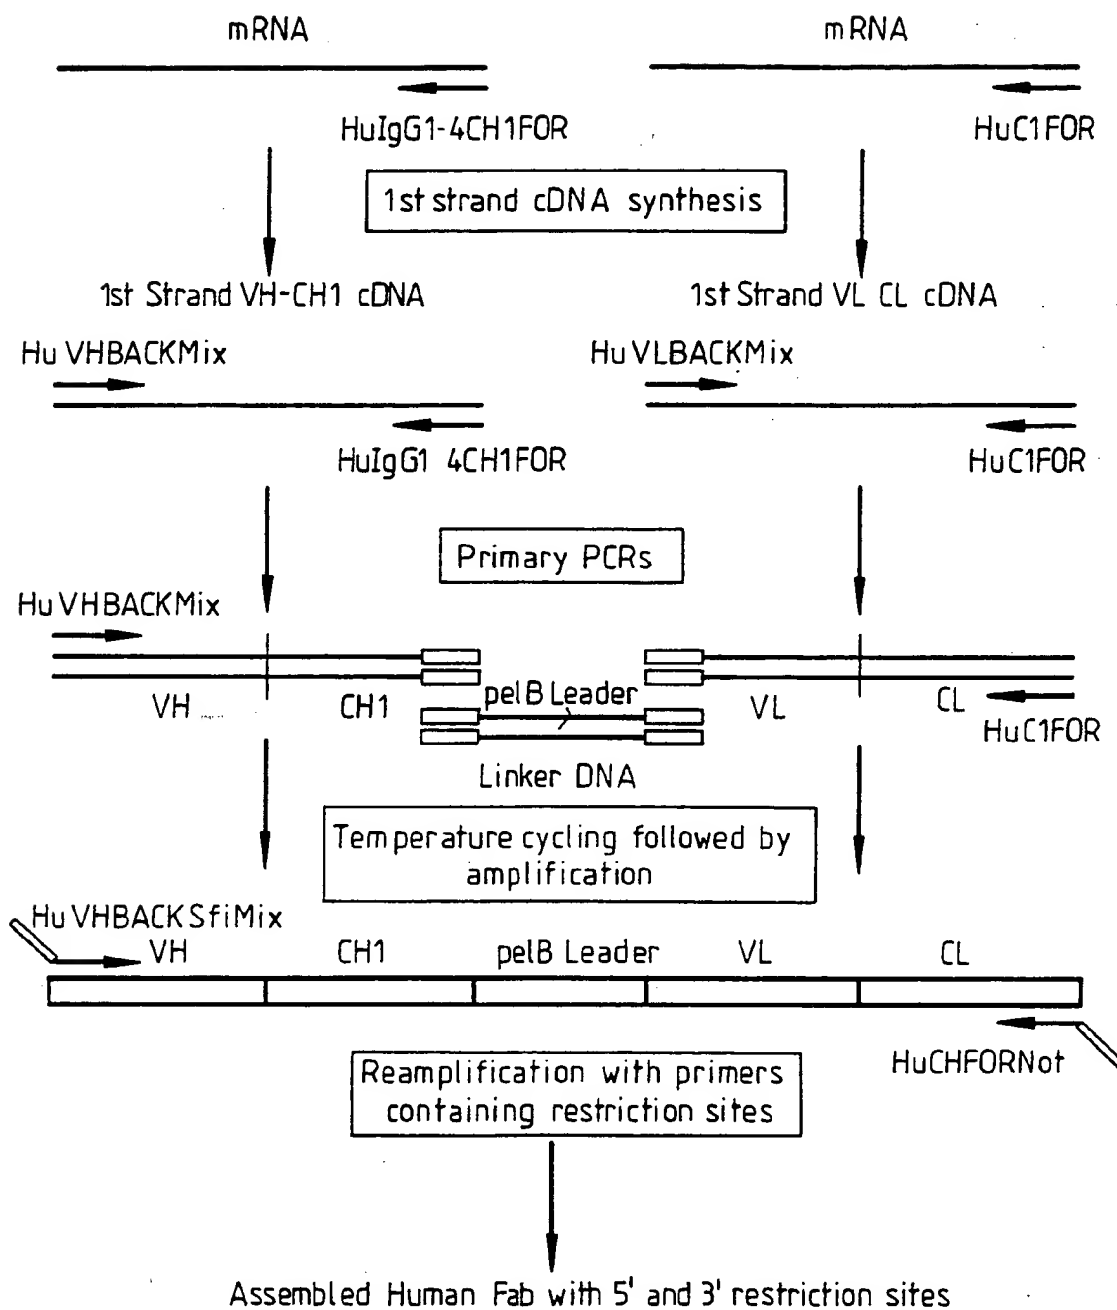 mRNA
mRNA
HuIgG1-4CH1FOR
HuC1FOR
1st strand cDNA synthesis
1st Strand VH-CH1 cDNA
1st Strand VL CL cDNA
Hu VHBACKMix
Hu VLBACKMix
HuIgG1 4CH1FOR
HuC1FOR
Primary PCRs
Hu VHBACKMix
VH
CH1
pelB Leader
VL
CL
HuC1FOR
Linker DNA
Temperature cycling followed by
amplification
Hu VHBACK SfiMix
VH
CH1
pelB Leader
VL
CL
HuCHFORNot
Reamplification with primers
containing restriction sites
Assembled Human Fab with 5' and 3' restriction sites